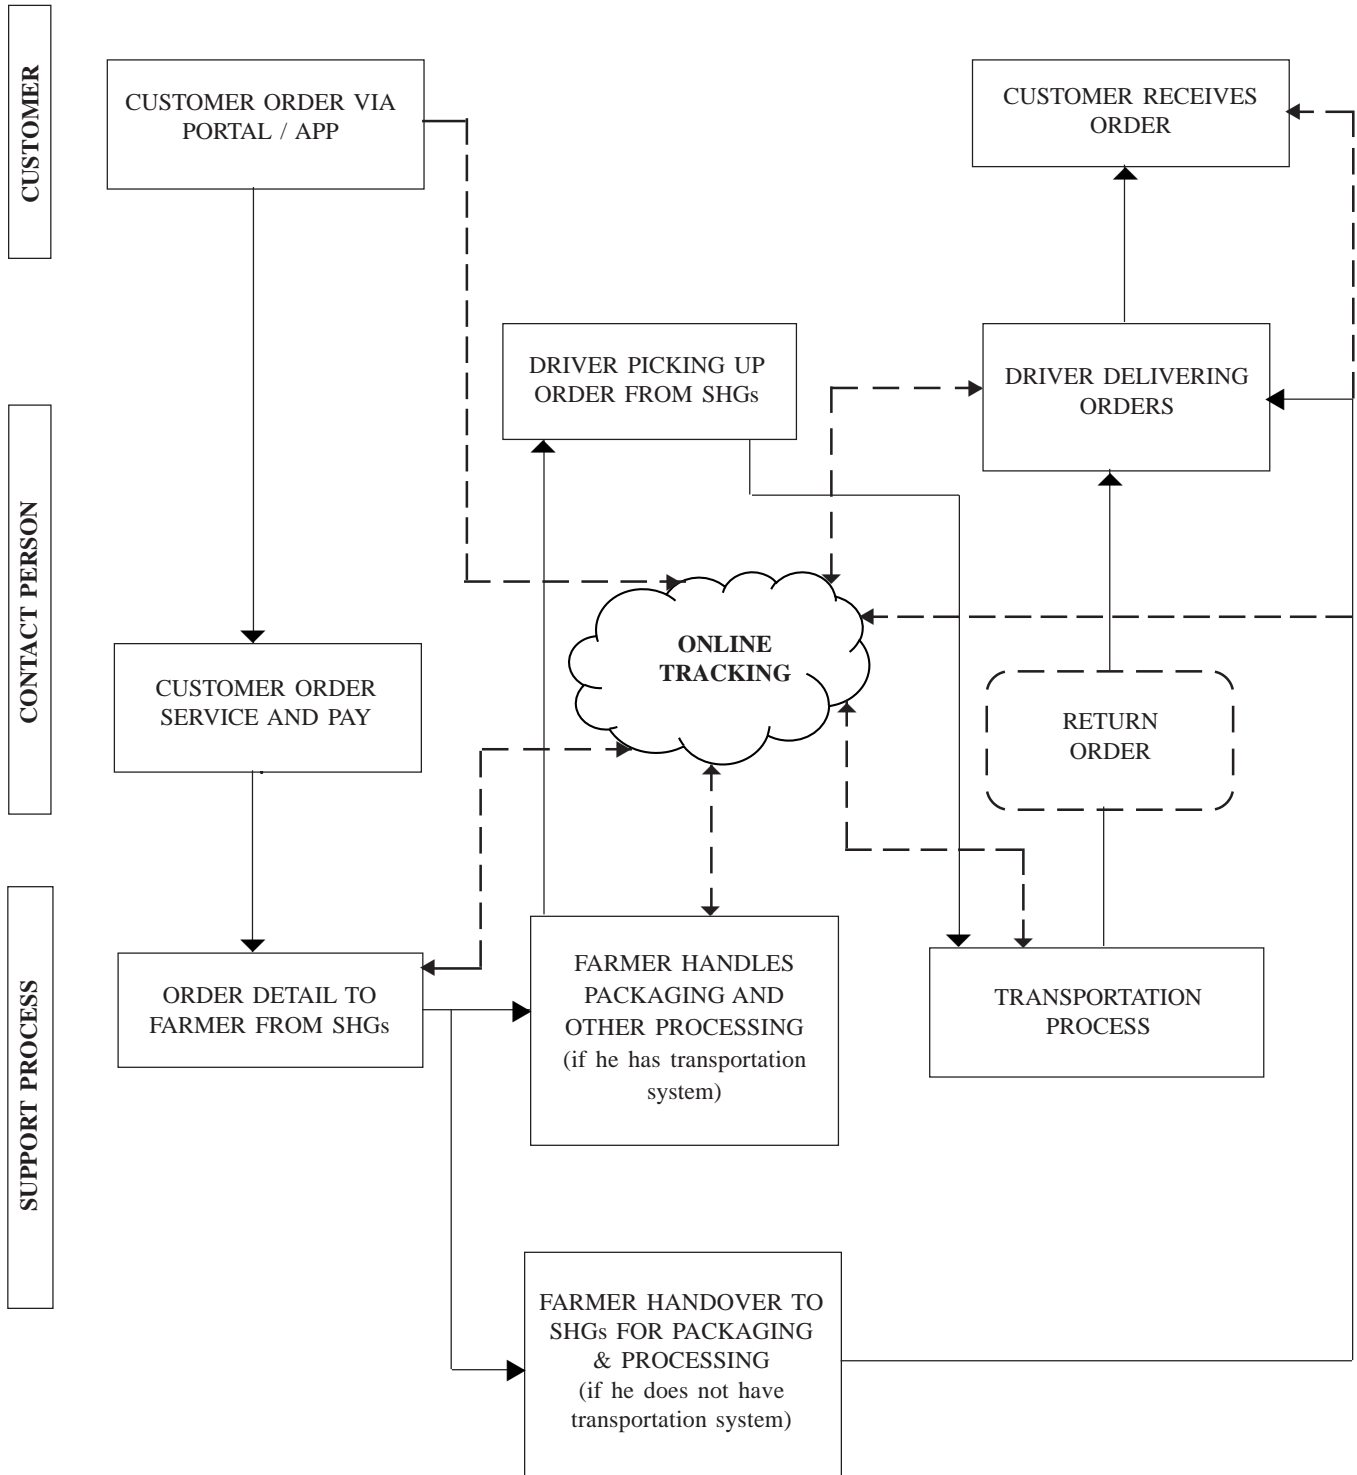 CUSTOMER
CUSTOMER ORDER VIA
PORTAL / APP
CUSTOMER RECEIVES
ORDER
CONTACT PERSON
DRIVER PICKING UP
ORDER FROM SHGs
DRIVER DELIVERING
ORDERS
CUSTOMER ORDER
SERVICE AND PAY
ONLINE
TRACKING
RETURN
ORDER
SUPPORT PROCESS
ORDER DETAIL TO
FARMER FROM SHGs
FARMER HANDLES
PACKAGING AND
OTHER PROCESSING
(if he has transportation
system)
TRANSPORTATION
PROCESS
FARMER HANDOVER TO
SHGs FOR PACKAGING
& PROCESSING
(if he does not have
transportation system)